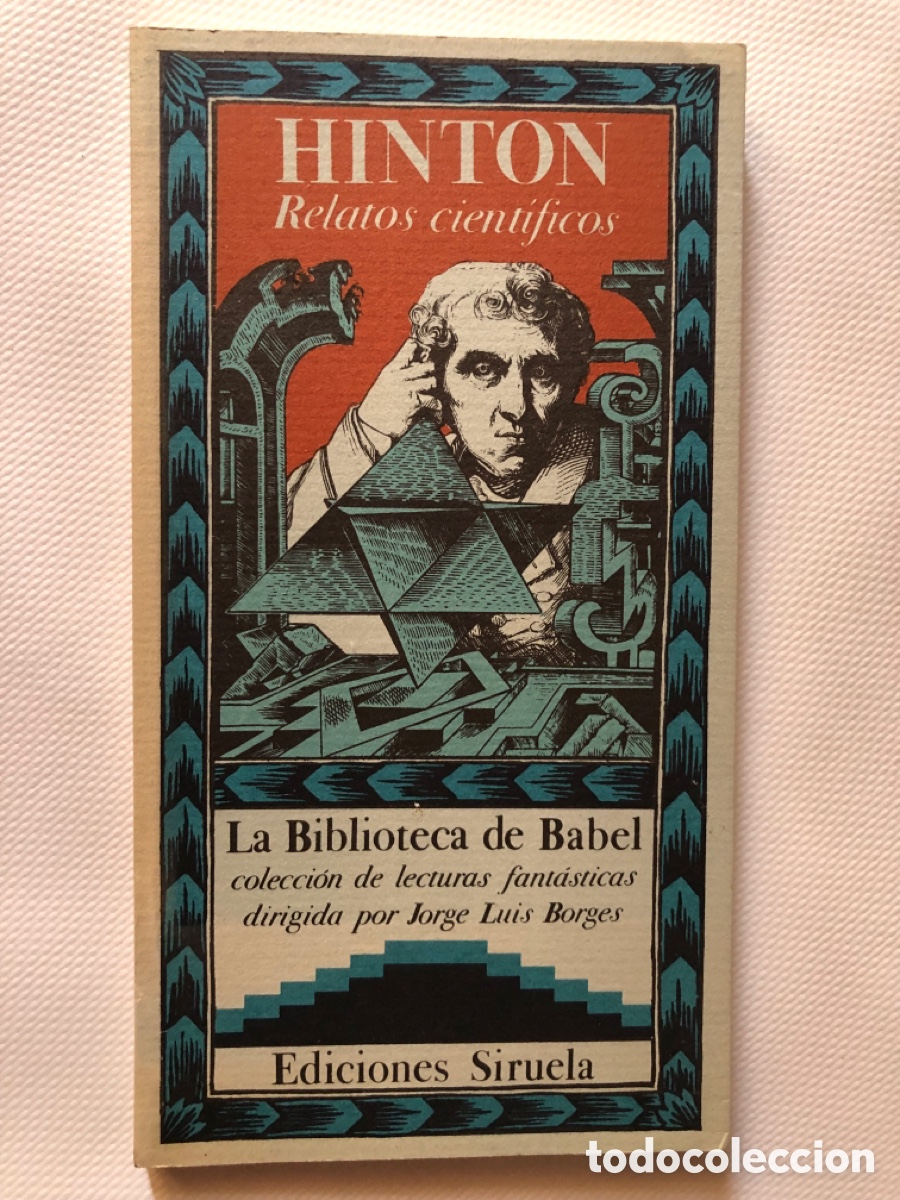 HINTON
Relatos científicos
La Biblioteca de Babel
colección de lecturas fantásticas
dirigida por Jorge Luis Borges
Ediciones Siruela
todocoleccion